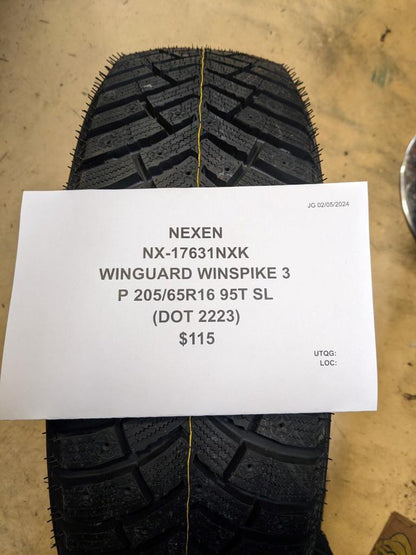 JG 02/05/2024
NEXEN
NX-17631NXK
WINGUARD WINSPIKE 3
P 205/65R16 95T SL
(DOT 2223)
$115
UTQG:
LOC: